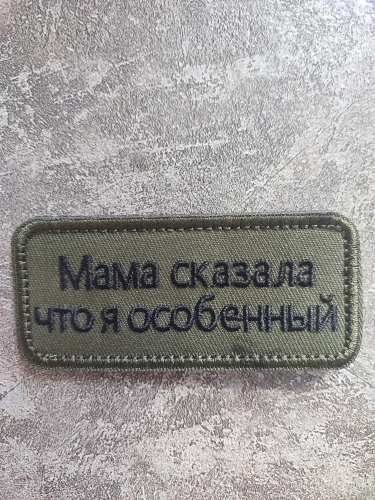 Мама сказала
что я особенный